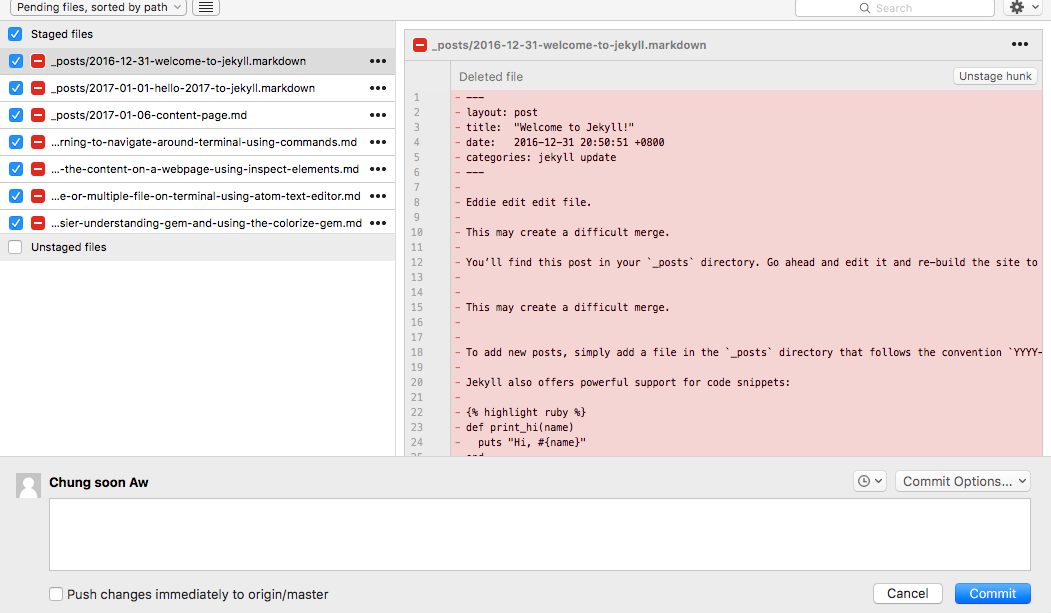 Pending files, sorted by path
Search
Staged files
_posts/2016-12-31-welcome-to-jekyll.markdown
_posts/2017-01-01-hello-2017-to-jekyll.markdown
_posts/2017-01-06-content-page.md
...rning-to-navigate-around-terminal-using-commands.md
...-the-content-on-a-webpage-using-inspect-elements.md
...e-or-multiple-file-on-terminal-using-atom-text-editor.md
...sier-understanding-gem-and-using-the-colorize-gem.md
Unstaged files
_posts/2016-12-31-welcome-to-jekyll.markdown
Deleted file
Unstage hunk
1 - ---
2 - layout: post
3 - title:  "Welcome to Jekyll!"
4 - date:   2016-12-31 20:50:51 +0800
5 - categories: jekyll update
6 - ---
7 -
8 - Eddie edit edit file.
9 -
10 - This may create a difficult merge.
11 -
12 - You’ll find this post in your `_posts` directory. Go ahead and edit it and re-build the site to
13 -
14 -
15 - This may create a difficult merge.
16 -
17 -
18 - To add new posts, simply add a file in the `_posts` directory that follows the convention `YYYY-
19 -
20 - Jekyll also offers powerful support for code snippets:
21 -
22 - {% highlight ruby %}
23 - def print_hi(name)
24 -   puts "Hi, #{name}"
Chung soon Aw
Commit Options...
Push changes immediately to origin/master
Cancel
Commit